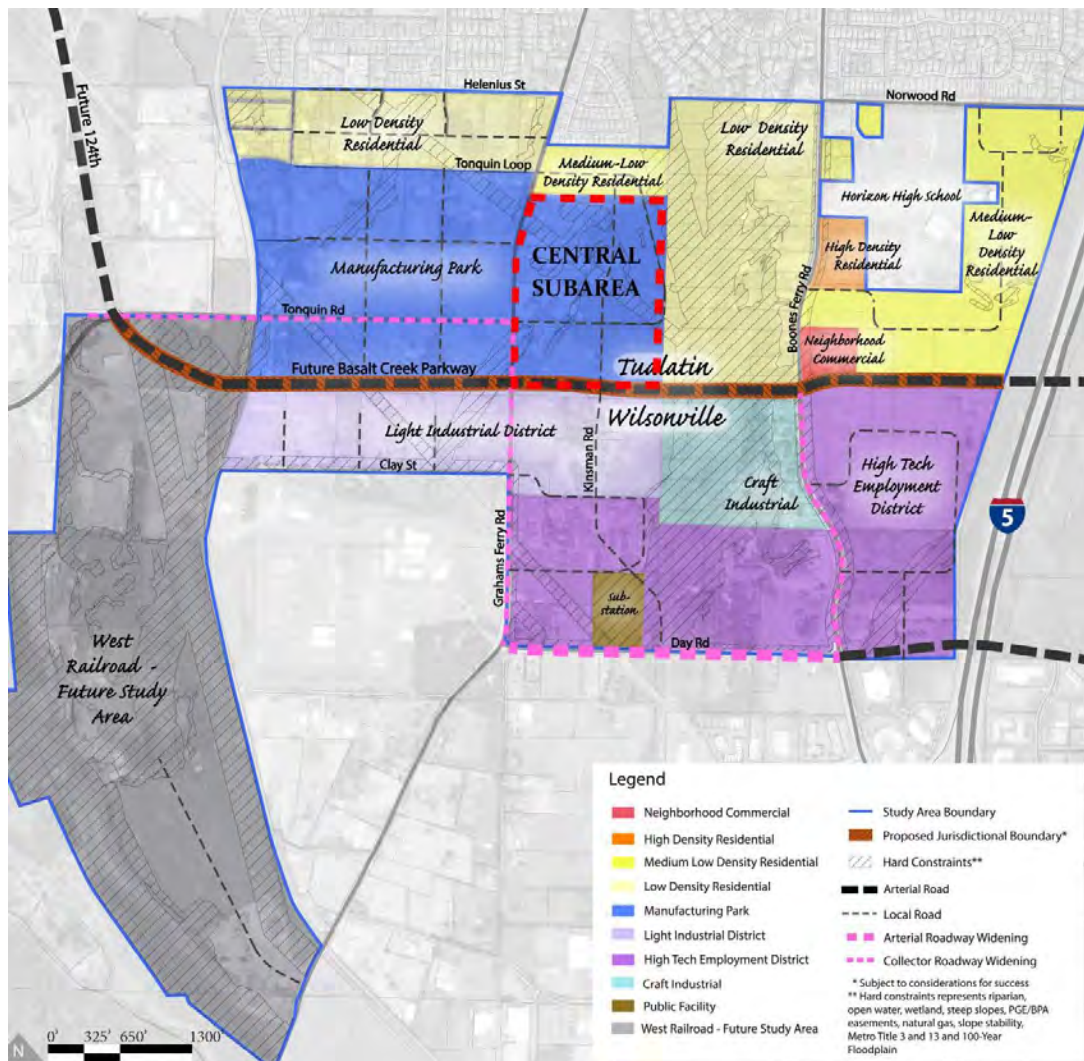 Helenius St
Norwood Rd
Future 124th
Low Density
Residential
Low Density
Residential
Tonquin Loop
Medium-Low
Density Residential
Horizon High School
Medium-
Low
Density
Residential
CENTRAL
SUBAREA
Manufacturing Park
High Density
Residential
Boones Ferry Rd
Tonquin Rd
Neighborhood
Commercial
Future Basalt Creek Parkway
Tualatin
Wilsonville
Light Industrial District
Kinsman Rd
Clay St
Craft
Industrial
High Tech
Employment
District
5
Grahams Ferry Rd
Sub-
station
Day Rd
West
Railroad -
Future Study
Area
Legend
Neighborhood Commercial
High Density Residential
Medium Low Density Residential
Low Density Residential
Manufacturing Park
Light Industrial District
High Tech Employment District
Craft Industrial
Public Facility
West Railroad - Future Study Area
Study Area Boundary
Proposed Jurisdictional Boundary*
Hard Constraints**
Arterial Road
Local Road
Arterial Roadway Widening
Collector Roadway Widening
* Subject to considerations for success
** Hard constraints represents riparian,
open water, wetland, steep slopes, PGE/BPA
easements, natural gas, slope stability,
Metro Title 3 and 13 and 100-Year
Floodplain
0' 325' 650' 1300'
N